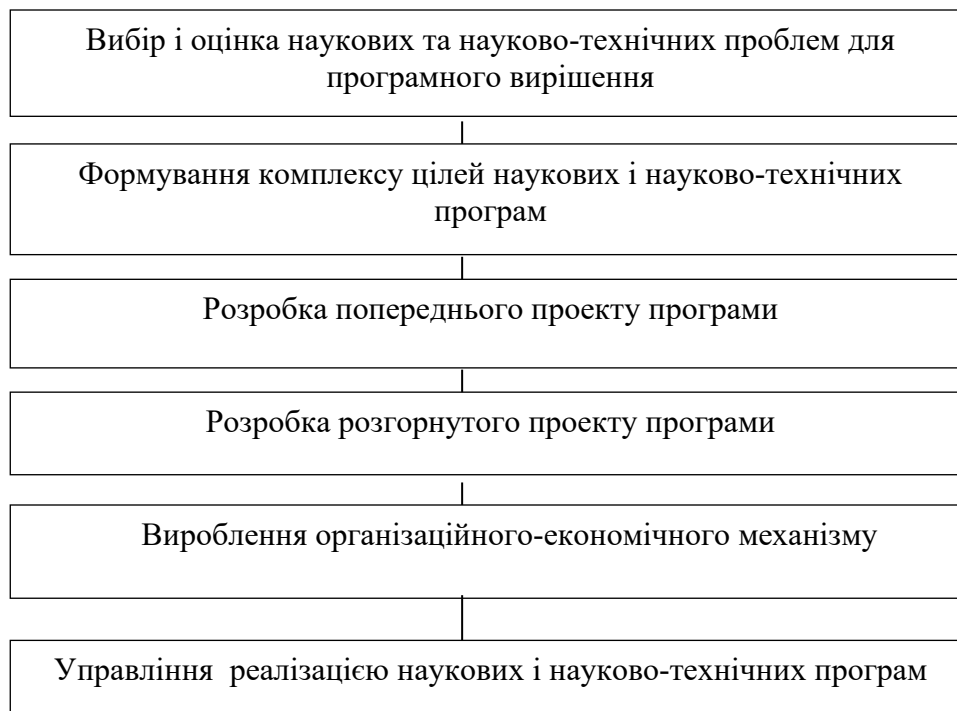 Вибір і оцінка наукових та науково-технічних проблем для
програмного вирішення
Формування комплексу цілей наукових і науково-технічних
програм
Розробка попереднього проекту програми
Розробка розгорнутого проекту програми
Вироблення організаційного-економічного механізму
Управління  реалізацією наукових і науково-технічних програм